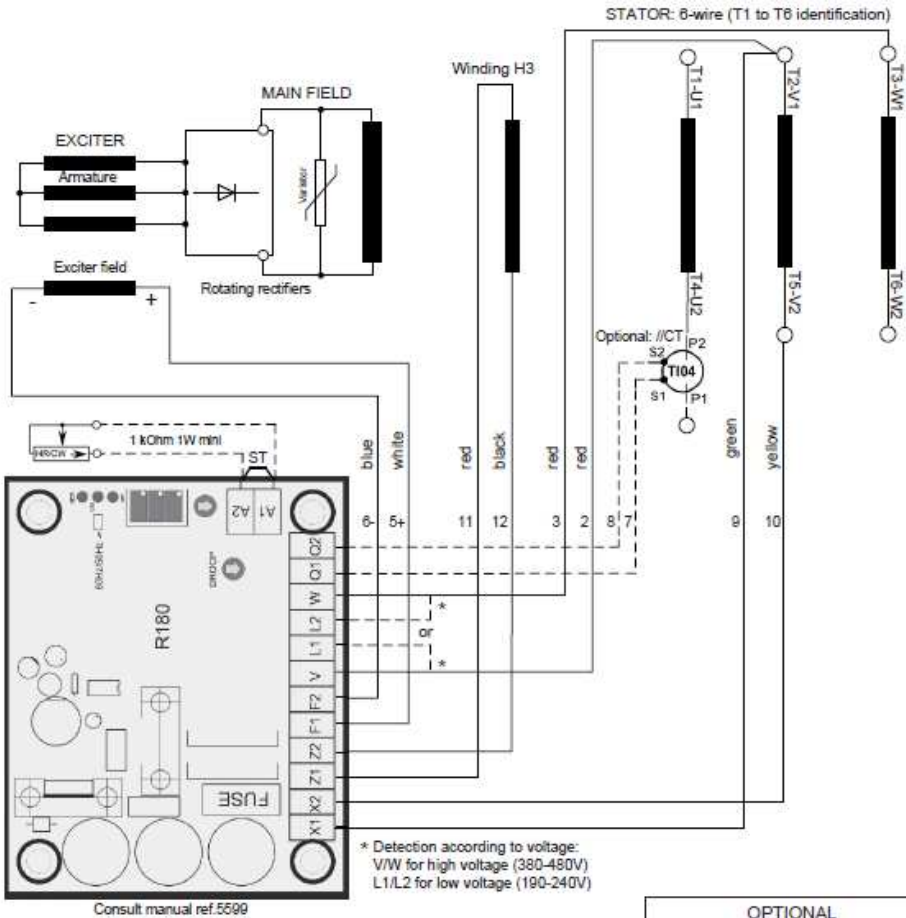 STATOR: 6-wire (T1 to T6 identification)
Winding H3
MAIN FIELD
EXCITER
Armature
Varistor
T1-U1
T2-V1
T3-W1
Exciter field
- +
Rotating rectifiers
T4-U2
T5-V2
T6-W2
Optional: //CT
P2
S2
TI04
S1
P1
1 kOhm 1W mini
ST
A2 A1
blue
white
red
black
red
red
green
yellow
6- 5+ 11 12 3 2 8 7 9 10
R180
Q2
Q1
W
L2
L1
V
F2
F1
Z2
Z1
X2
X1
*
or
*
FUSE
* Detection according to voltage:
V/W for high voltage (380-480V)
L1/L2 for low voltage (190-240V)
Consult manual ref.5599
OPTIONAL